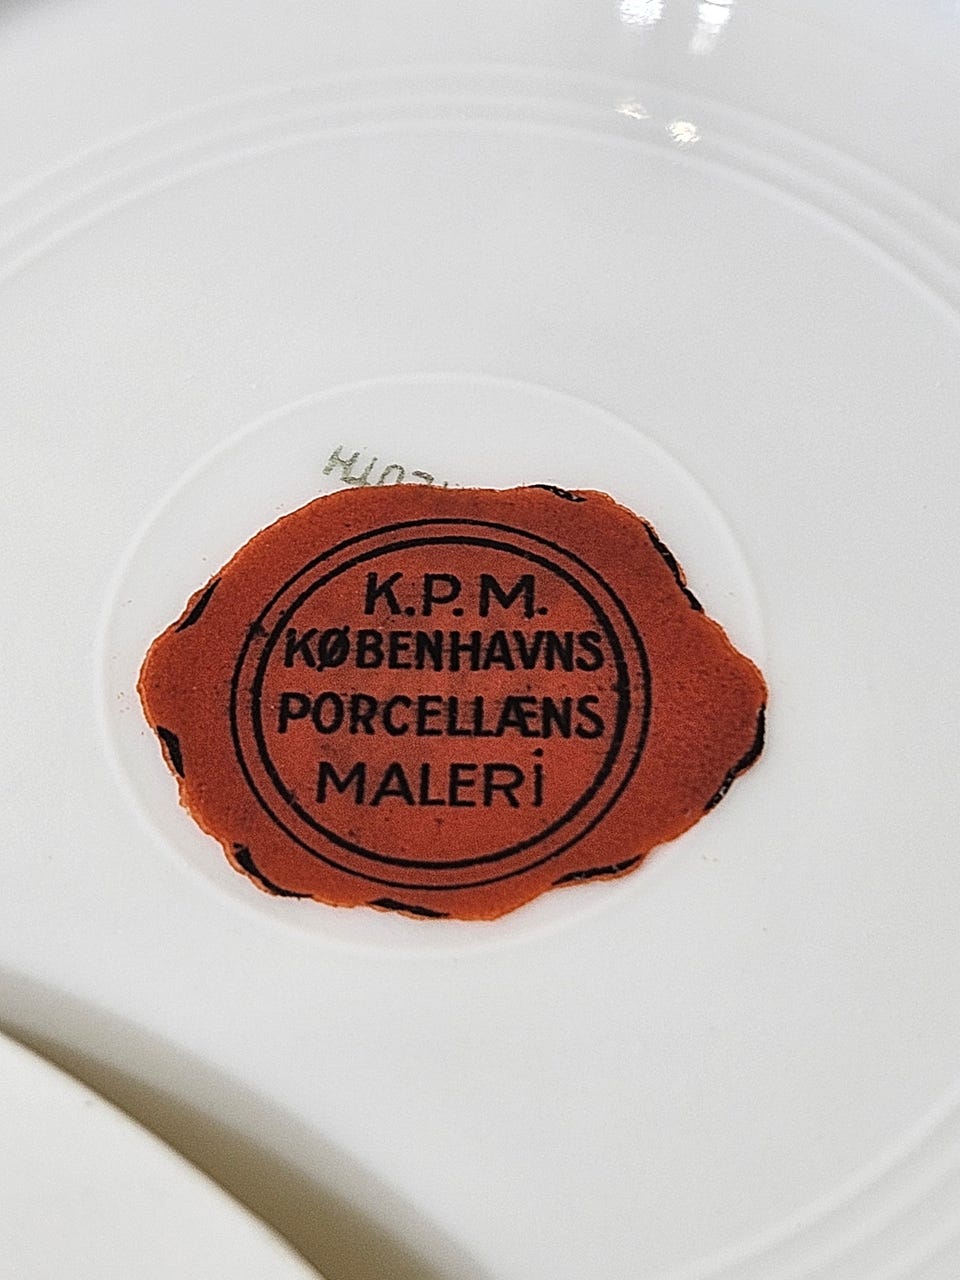 K.P.M.
KØBENHAVNS
PORCELLÆNS
MALERi